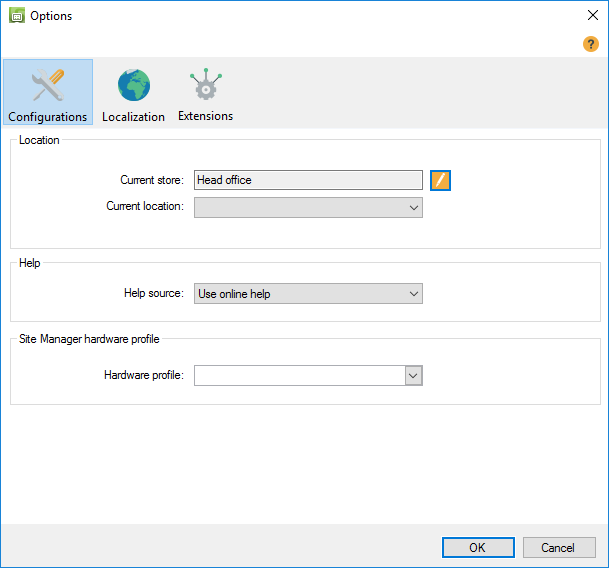 Options
?
Configurations
Localization
Extensions
Location
Current store: Head office
Current location:
Help
Help source: Use online help
Site Manager hardware profile
Hardware profile:
OK
Cancel